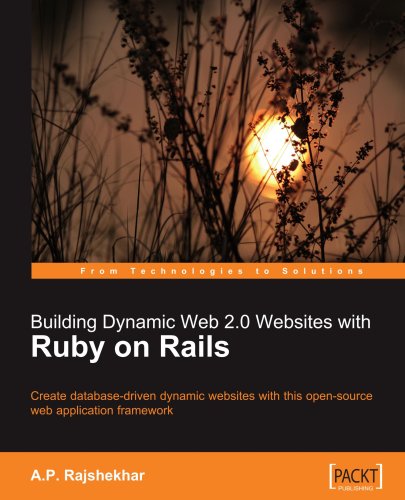 From Technologies to Solutions
Building Dynamic Web 2.0 Websites with
Ruby on Rails
Create database-driven dynamic websites with this open-source
web application framework
A.P. Rajshekhar
PACKT
PUBLISHING